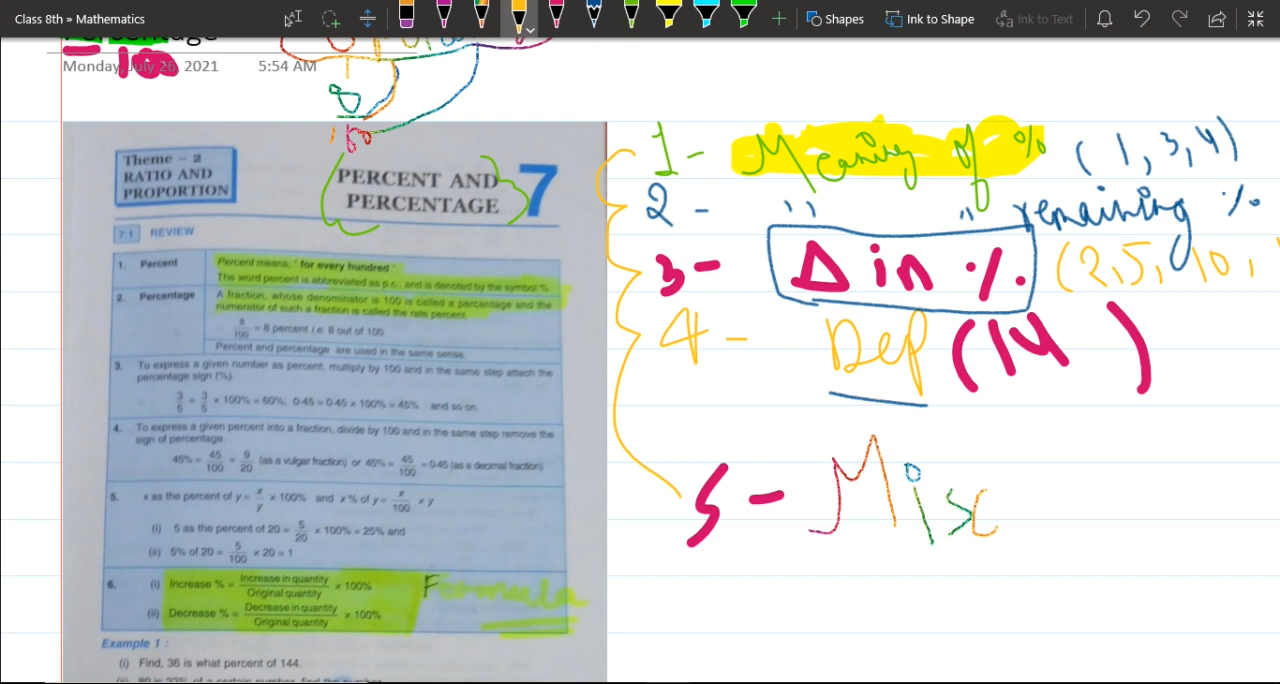 Class 8th » Mathematics
Shapes
Ink to Shape
Ink to Text
Percentage
100
Monday, July 26, 2021 5:54 AM
8
100
Theme – 2
RATIO AND
PROPORTION
PERCENT AND
PERCENTAGE
7
7.1 REVIEW
1. Percent
Percent means, 'for every hundred'
The word percent is abbreviated as p.c.; and is denoted by the symbol %.
2. Percentage
A fraction, whose denominator is 100 is called a percentage and the
numerator of such a fraction is called the rate percent.
∴ 8/100 = 8 percent i.e. 8 out of 100.
Percent and percentage are used in the same sense.
3. To express a given number as percent, multiply by 100 and in the same step attach the
percentage sign (%)
∴ 3/5 = 3/5 × 100% = 60%; 0·45 = 0·45 × 100% = 45% and so on.
4. To express a given percent into a fraction, divide by 100 and in the same step remove the
sign of percentage
45% = 45/100 = 9/20 (as a vulgar fraction) or 45% = 45/100 = 0·45 (as a decimal fraction)
5. x as the percent of y = x/y × 100% and x% of y = x/100 × y
(i) 5 as the percent of 20 = 5/20 × 100% = 25% and
(ii) 5% of 20 = 5/100 × 20 = 1
6. (i) Increase % = Increase in quantity/Original quantity × 100%
(ii) Decrease % = Decrease in quantity/Original quantity × 100%
Formula
Example 1 :
(i) Find, 36 is what percent of 144.
1 - Meaning of % (1, 3, 4)
2 - " " remaining %
3 - Δ in % (2, 5, 10,
4 - Dep (14)
5 - Misc